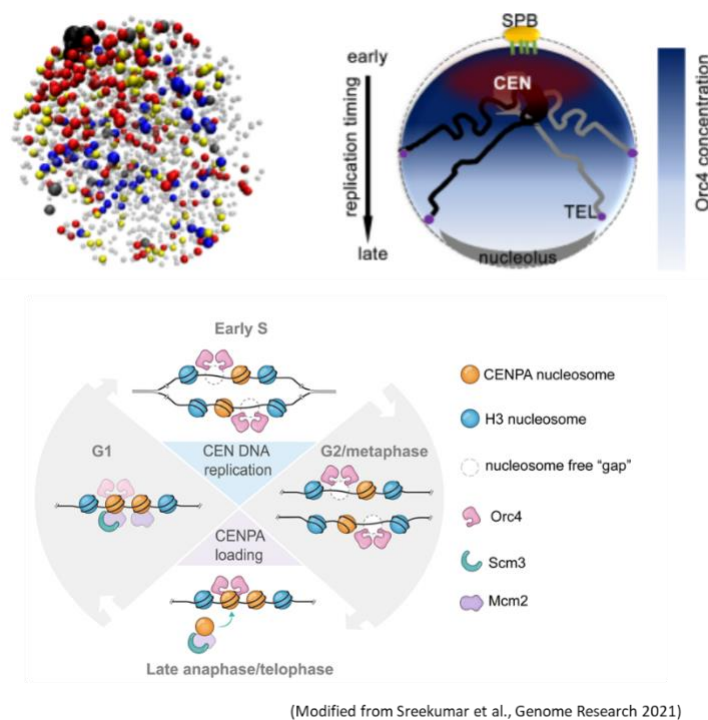 SPB
early
CEN
replication timing
Orc4 concentration
TEL
late
nucleolus
Early S
CENPA nucleosome
G1
CEN DNA
replication
G2/metaphase
H3 nucleosome
nucleosome free "gap"
Orc4
CENPA
loading
Scm3
Mcm2
Late anaphase/telophase
(Modified from Sreekumar et al., Genome Research 2021)